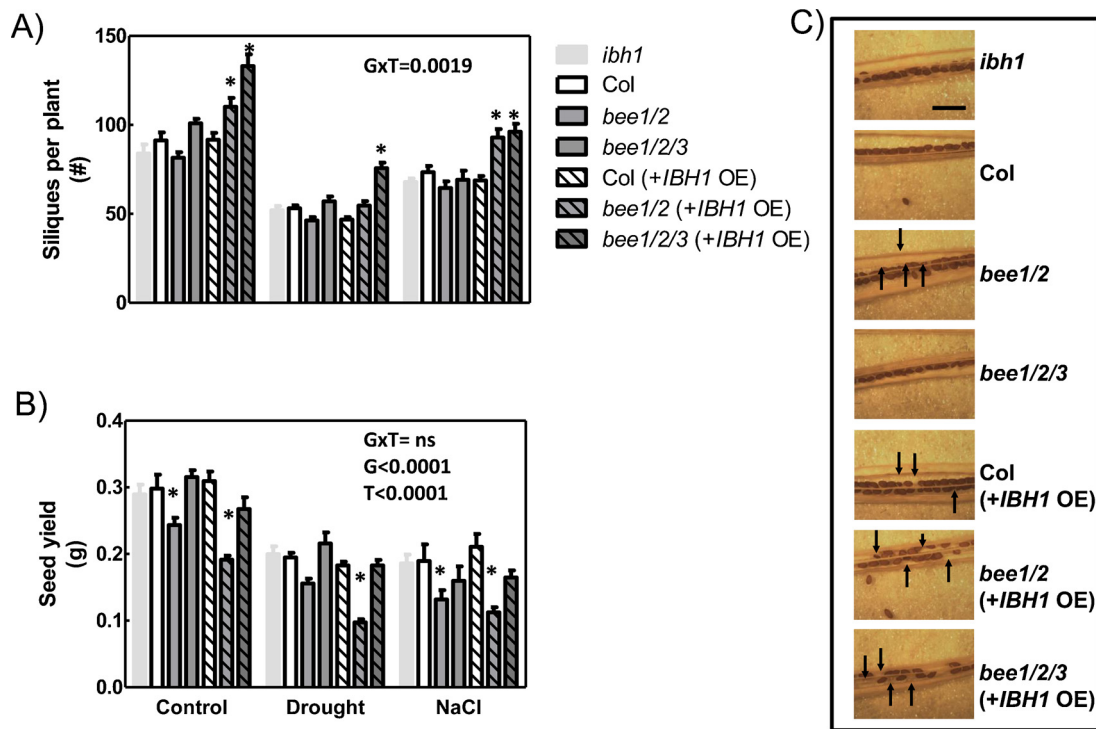 A)
150
100
50
0
Siliques per plant
(#)
GxT=0.0019
*
*
*
*
*
ibh1
Col
bee1/2
bee1/2/3
Col (+IBH1 OE)
bee1/2 (+IBH1 OE)
bee1/2/3 (+IBH1 OE)
B)
0.4
0.3
0.2
0.1
0.0
Seed yield
(g)
GxT= ns
G<0.0001
T<0.0001
*
*
*
*
*
Control
Drought
NaCl
C)
ibh1
Col
bee1/2
bee1/2/3
Col
(+IBH1 OE)
bee1/2
(+IBH1 OE)
bee1/2/3
(+IBH1 OE)